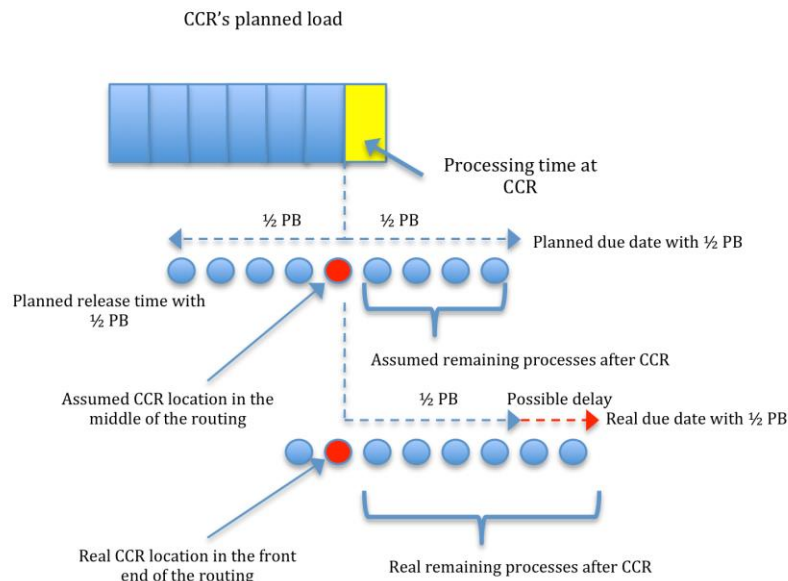 CCR's planned load
Processing time at
CCR
½ PB
½ PB
Planned due date with ½ PB
Planned release time with
½ PB
Assumed remaining processes after CCR
Assumed CCR location in the
middle of the routing
½ PB
Possible delay
Real due date with ½ PB
Real CCR location in the front
end of the routing
Real remaining processes after CCR